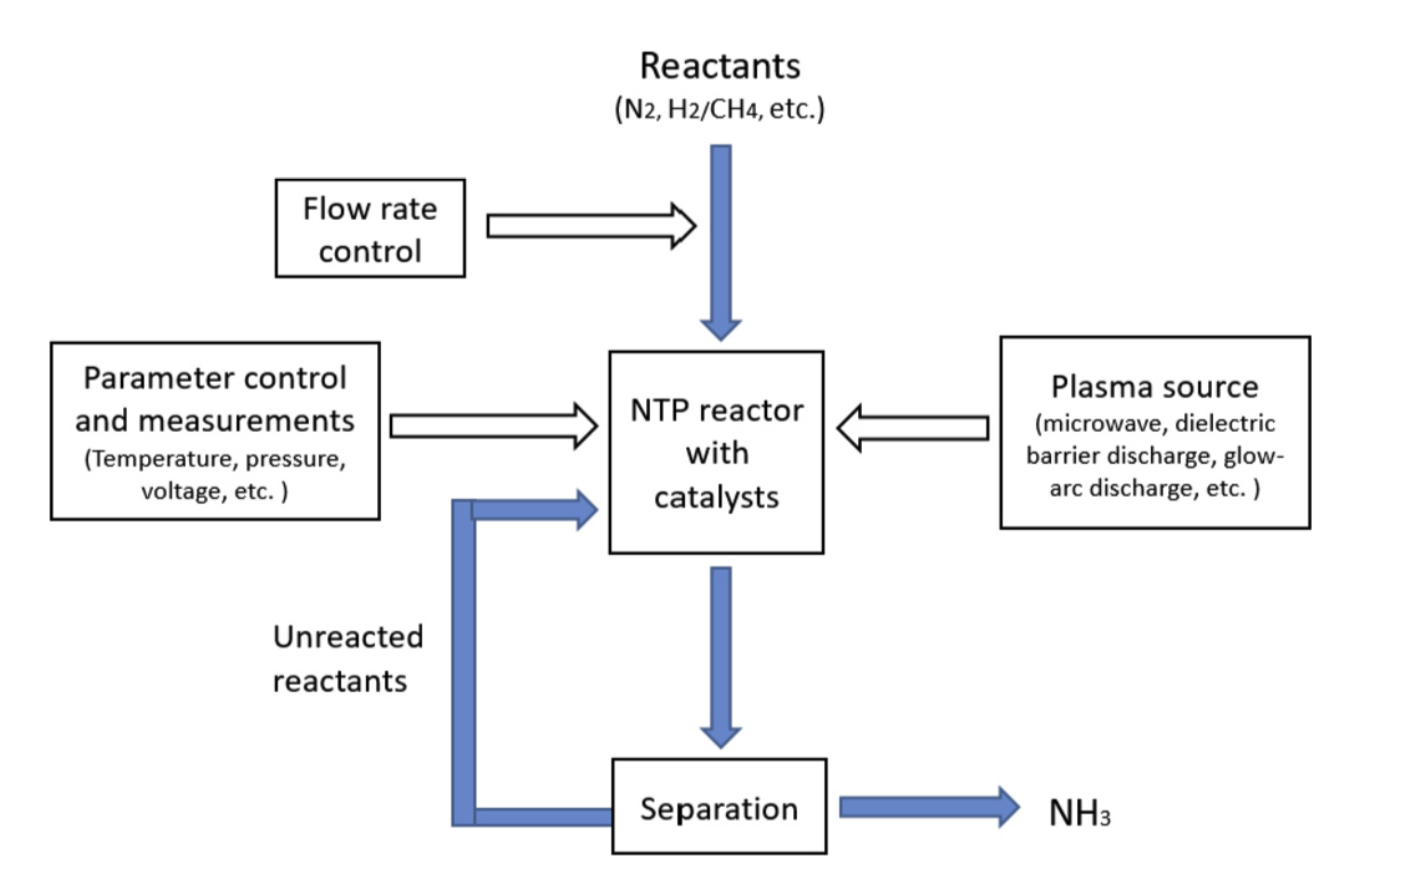 Reactants
(N2, H2/CH4, etc.)
Flow rate
control
Parameter control
and measurements
(Temperature, pressure,
voltage, etc. )
NTP reactor
with
catalysts
Plasma source
(microwave, dielectric
barrier discharge, glow-
arc discharge, etc. )
Unreacted
reactants
Separation
NH3